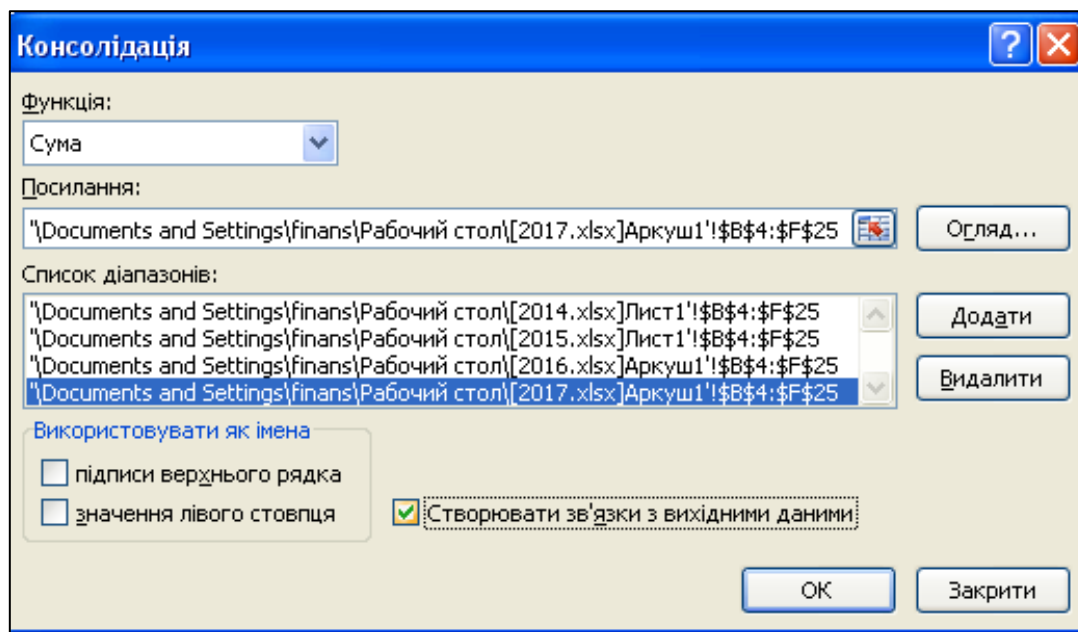 Консолідація
Функція:
Сума
Посилання:
"\Documents and Settings\finans\Рабочий стол\[2017.xlsx]Аркуш1'!$B$4:$F$25
Огляд...
Список діапазонів:
"\Documents and Settings\finans\Рабочий стол\[2014.xlsx]Лист1'!$B$4:$F$25
"\Documents and Settings\finans\Рабочий стол\[2015.xlsx]Лист1'!$B$4:$F$25
"\Documents and Settings\finans\Рабочий стол\[2016.xlsx]Аркуш1'!$B$4:$F$25
"\Documents and Settings\finans\Рабочий стол\[2017.xlsx]Аркуш1'!$B$4:$F$25
Додати
Видалити
Використовувати як імена
підписи верхнього рядка
значення лівого стовпця
Створювати зв'язки з вихідними даними
ОК
Закрити